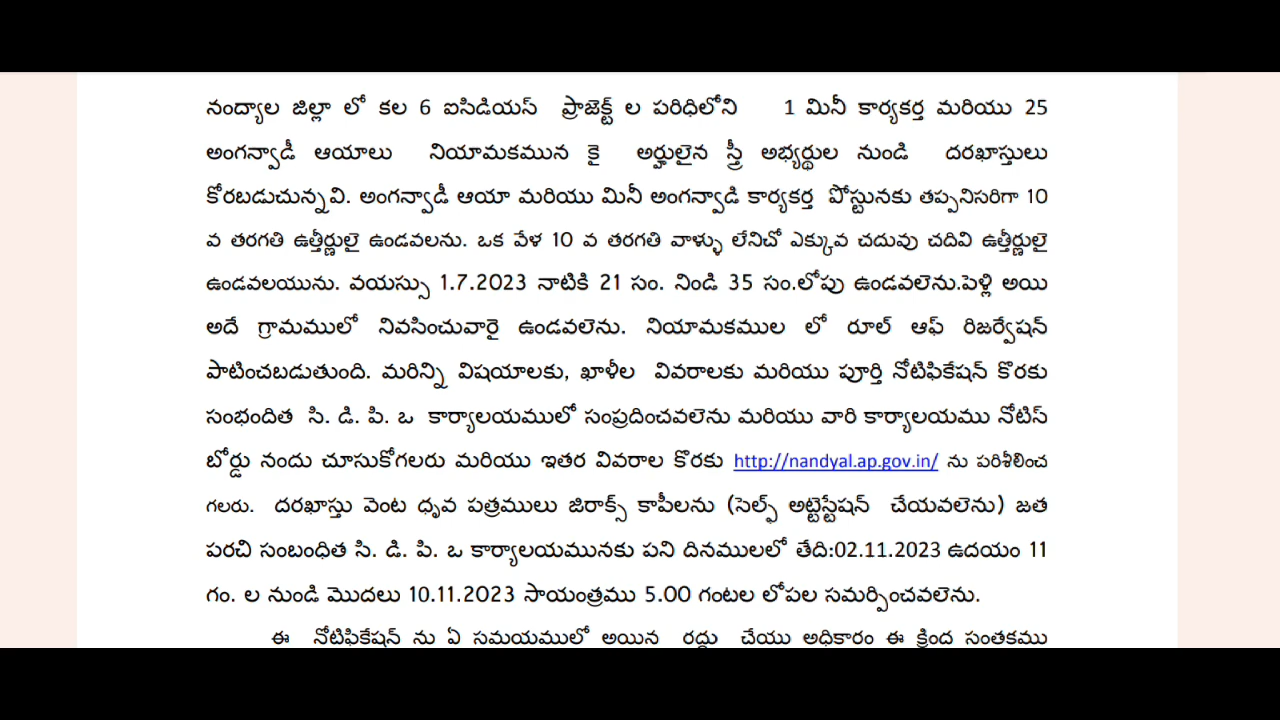 నంద్యాల జిల్లా లో కల 6 ఐసిడియస్ ప్రాజెక్ట్ ల పరిధిలోని 1 మినీ కార్యకర్త మరియు 25
అంగన్వాడీ ఆయాలు నియామకమున కై అర్హులైన స్త్రీ అభ్యర్థుల నుండి దరఖాస్తులు
కోరబడుచున్నవి. అంగన్వాడీ ఆయా మరియు మినీ అంగన్వాడి కార్యకర్త పోస్టునకు తప్పనిసరిగా 10
వ తరగతి ఉత్తీర్ణులై ఉండవలను. ఒక వేళ 10 వ తరగతి వాళ్ళు లేనిచో ఎక్కువ చదువు చదివి ఉత్తీర్ణులై
ఉండవలయును. వయస్సు 1.7.2023 నాటికి 21 సం. నిండి 35 సం.లోపు ఉండవలెను.పెళ్లి అయి
అదే గ్రామములో నివసించువారై ఉండవలెను. నియామకముల లో రూల్ ఆఫ్ రిజర్వేషన్
పాటించబడుతుంది. మరిన్ని విషయాలకు, ఖాళీల వివరాలకు మరియు పూర్తి నోటిఫికేషన్ కొరకు
సంభందిత సి. డి. పి. ఒ కార్యాలయములో సంప్రదించవలెను మరియు వారి కార్యాలయము నోటిస్
బోర్డు నందు చూసుకోగలరు మరియు ఇతర వివరాల కొరకు http://nandyal.ap.gov.in/ ను పరిశీలించ
గలరు. దరఖాస్తు వెంట ధృవ పత్రములు జిరాక్స్ కాపీలను (సెల్ఫ్ అట్టెస్టేషన్ చేయవలెను) జత
పరచి సంబంధిత సి. డి. పి. ఒ కార్యాలయమునకు పని దినములలో తేది:02.11.2023 ఉదయం 11
గం. ల నుండి మొదలు 10.11.2023 సాయంత్రము 5.00 గంటల లోపల సమర్పించవలెను.
ఈ నోటిఫికేషన్ ను ఏ సమయములో అయిన రద్దు చేయు అధికారం ఈ క్రింద సంతకము